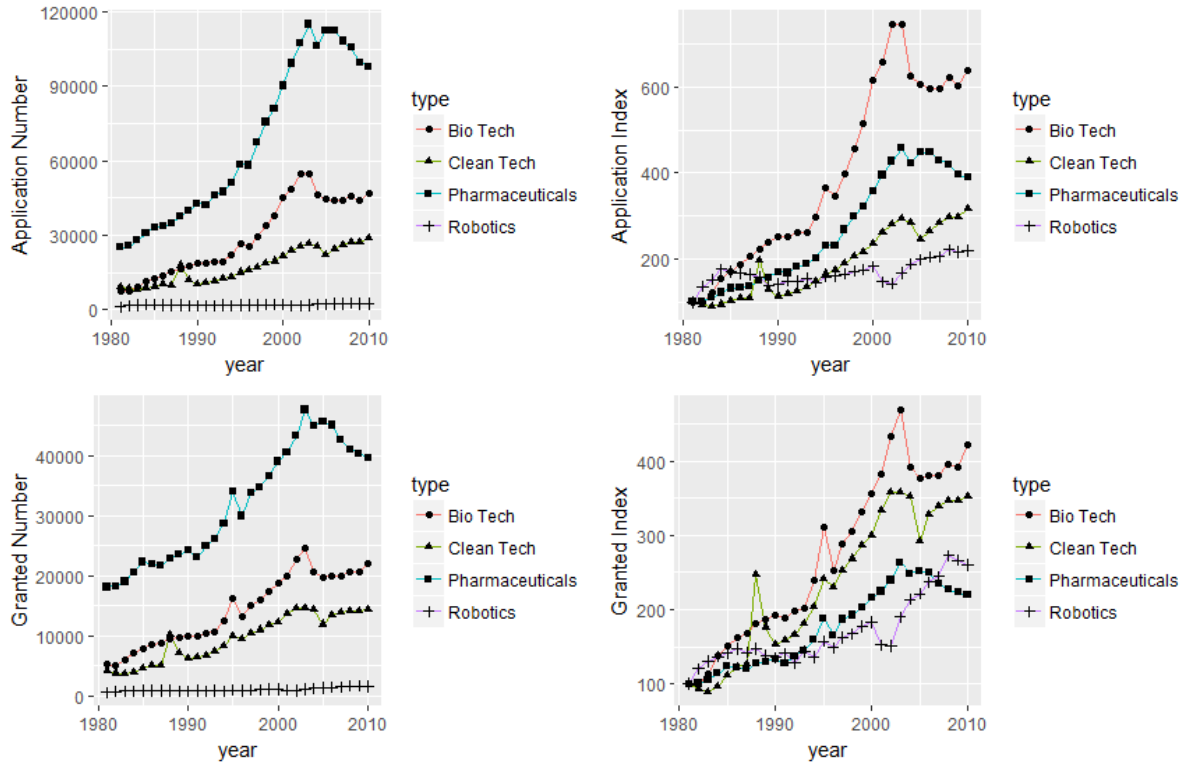 120000
90000
60000
30000
0
Application Number
1980
1990
2000
2010
year
type
Bio Tech
Clean Tech
Pharmaceuticals
Robotics
600
400
200
Application Index
1980
1990
2000
2010
year
type
Bio Tech
Clean Tech
Pharmaceuticals
Robotics
40000
30000
20000
10000
0
Granted Number
1980
1990
2000
2010
year
type
Bio Tech
Clean Tech
Pharmaceuticals
Robotics
400
300
200
100
Granted Index
1980
1990
2000
2010
year
type
Bio Tech
Clean Tech
Pharmaceuticals
Robotics